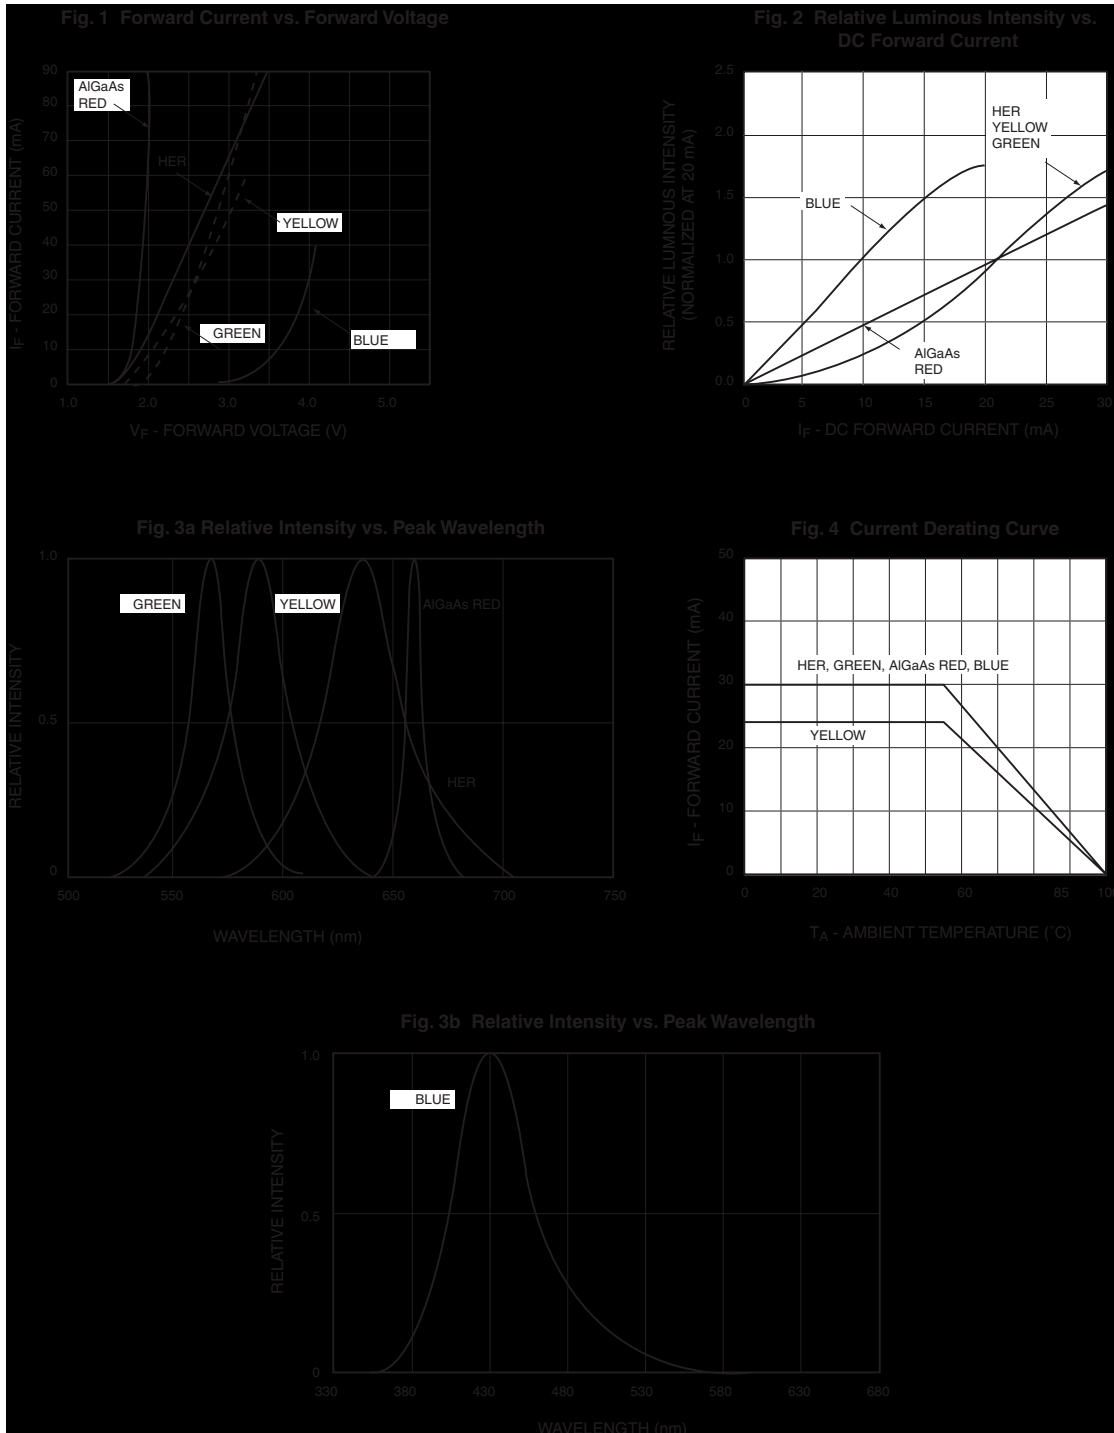 Fig. 1 Forward Current vs. Forward Voltage
90
80
70
60
50
40
30
20
10
0
IF - FORWARD CURRENT (mA)
AlGaAs
RED
HER
YELLOW
GREEN
BLUE
1.0 2.0 3.0 4.0 5.0
VF - FORWARD VOLTAGE (V)
Fig. 2 Relative Luminous Intensity vs.
DC Forward Current
2.5
2.0
1.5
1.0
0.5
0.0
RELATIVE LUMNOUS INTENSITY
(NORMALIZED AT 20 mA)
HER
YELLOW
GREEN
BLUE
AlGaAs
RED
0 5 10 15 20 25 30
IF - DC FORWARD CURRENT (mA)
Fig. 3a Relative Intensity vs. Peak Wavelength
1.0
0.5
0
RELATIVE INTENSITY
GREEN
YELLOW
AlGaAs RED
HER
500 550 600 650 700 750
WAVELENGTH (nm)
Fig. 4 Current Derating Curve
50
40
30
20
10
0
IF - FORWARD CURRENT (mA)
HER, GREEN, AlGaAs RED, BLUE
YELLOW
0 20 40 60 85 100
TA - AMBIENT TEMPERATURE (˚C)
Fig. 3b Relative Intensity vs. Peak Wavelength
1.0
0.5
0
RELATIVE INTENSITY
BLUE
330 380 430 480 530 580 630 680
WAVELENGTH (nm)